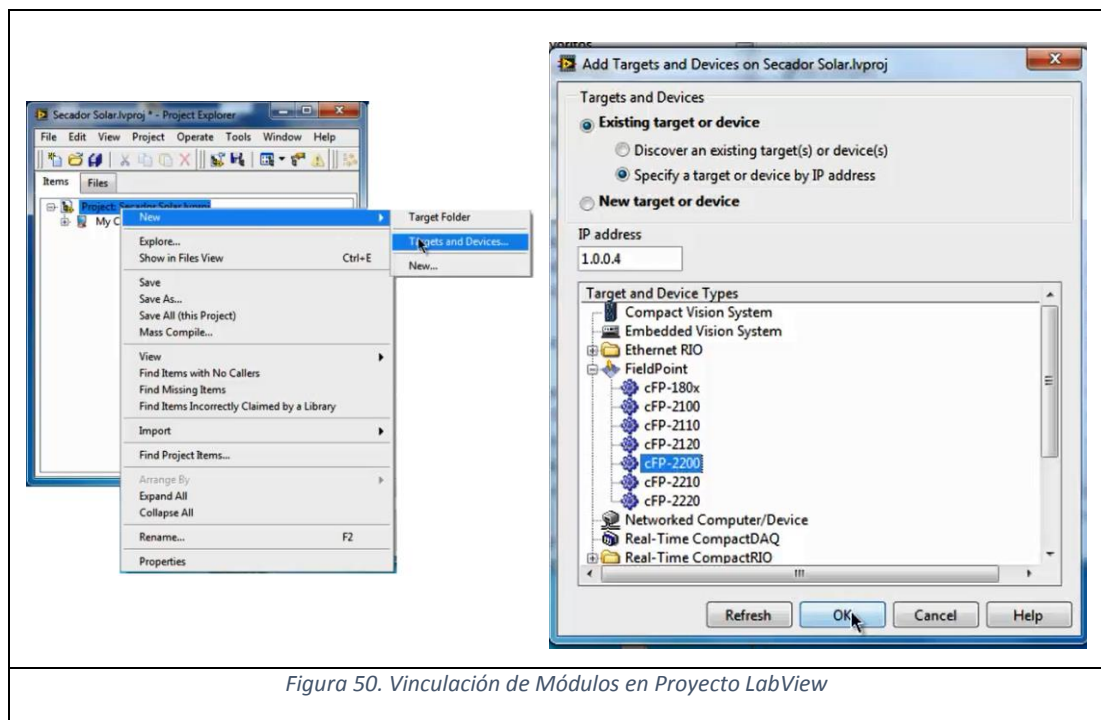 Secador Solar.lvproj * - Project Explorer
File Edit View Project Operate Tools Window Help
Items Files
Project: Secador Solar.lvproj
My C
New
Explore...
Show in Files View Ctrl+E
Save
Save As...
Save All (this Project)
Mass Compile...
View
Find Items with No Callers
Find Missing Items
Find Items Incorrectly Claimed by a Library
Import
Find Project Items...
Arrange By
Expand All
Collapse All
Rename... F2
Properties
Target Folder
Targets and Devices...
New...
Add Targets and Devices on Secador Solar.lvproj
Targets and Devices
Existing target or device
Discover an existing target(s) or device(s)
Specify a target or device by IP address
New target or device
IP address
1.0.0.4
Target and Device Types
Compact Vision System
Embedded Vision System
Ethernet RIO
FieldPoint
cFP-180x
cFP-2100
cFP-2110
cFP-2120
cFP-2200
cFP-2210
cFP-2220
Networked Computer/Device
Real-Time CompactDAQ
Real-Time CompactRIO
Refresh OK Cancel Help
Figura 50. Vinculación de Módulos en Proyecto LabView